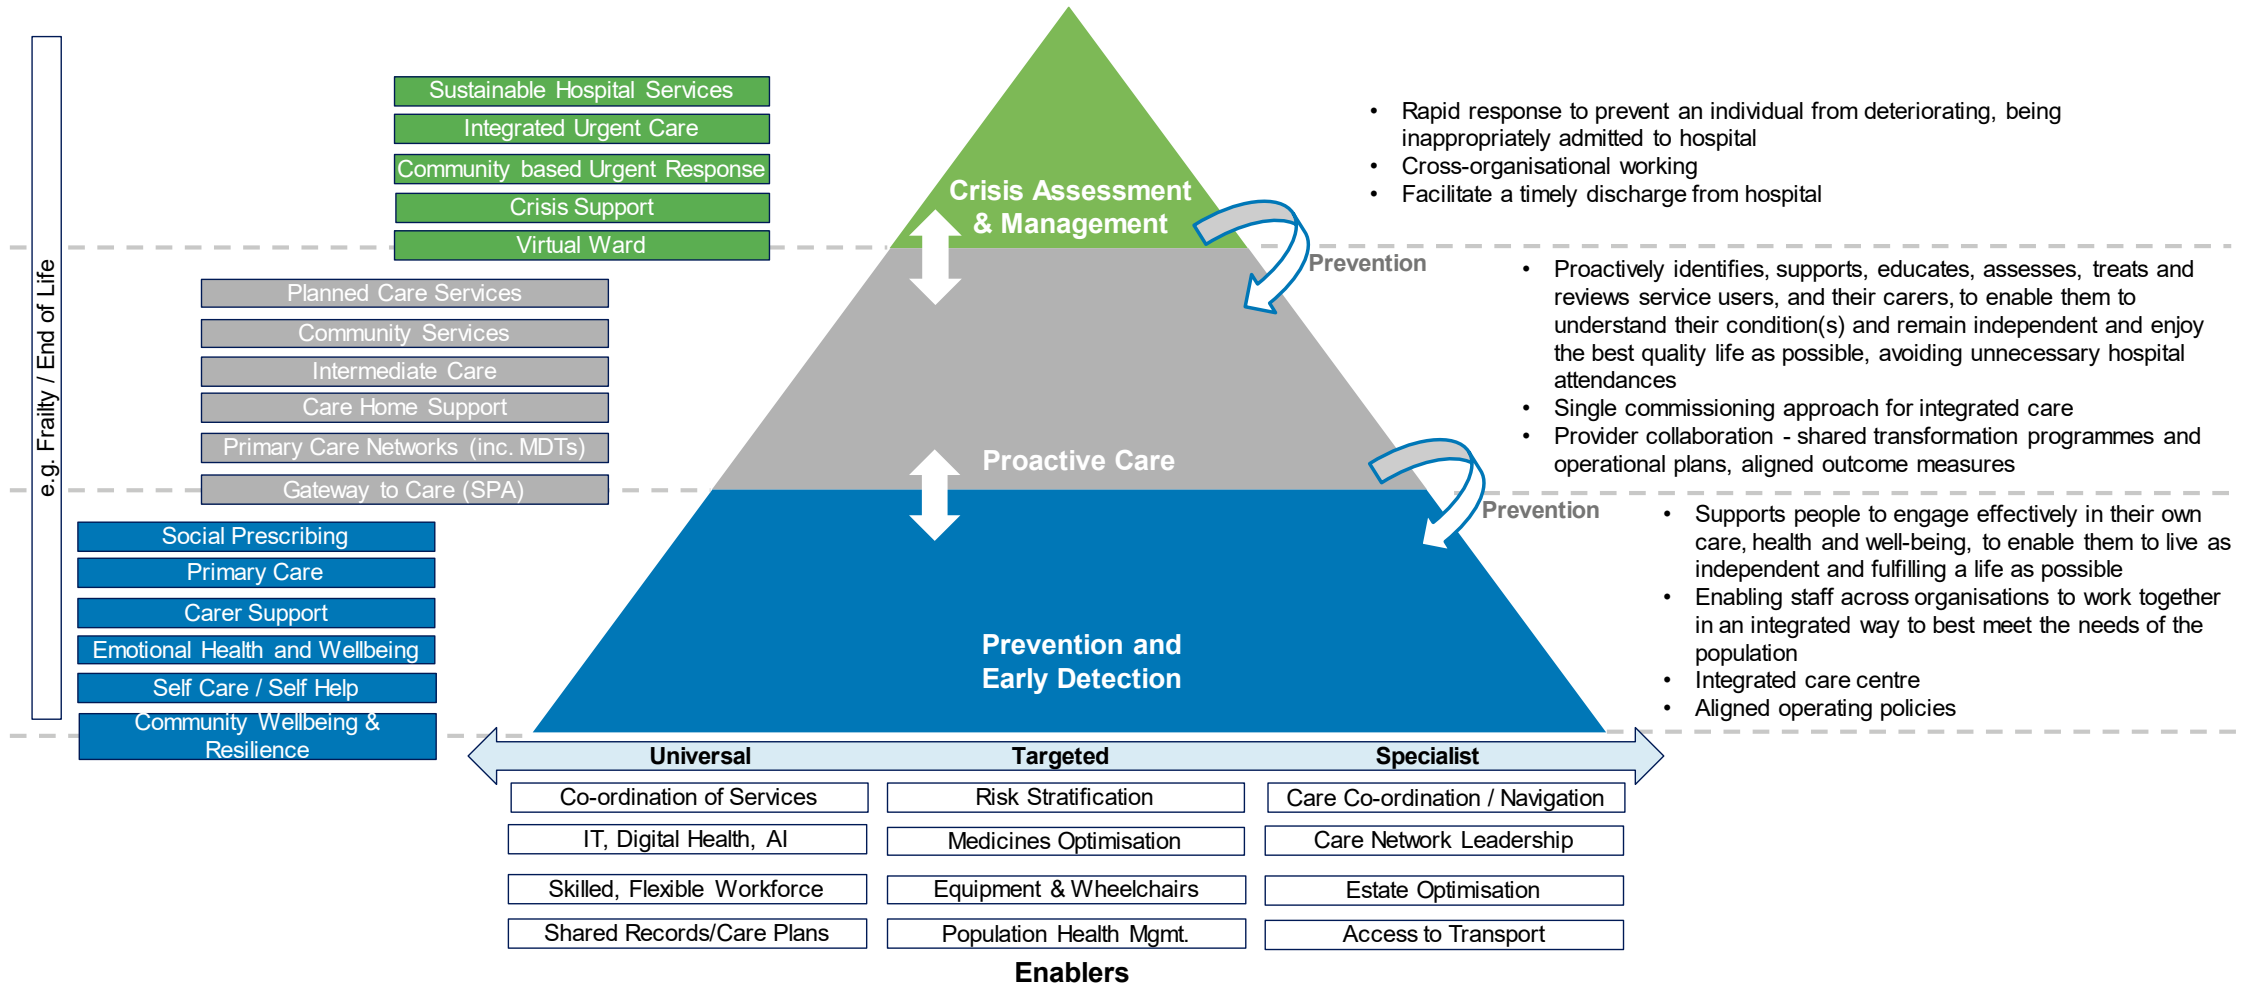 e.g. Frailty / End of Life
Sustainable Hospital Services
Integrated Urgent Care
Community based Urgent Response
Crisis Support
Virtual Ward
Planned Care Services
Community Services
Intermediate Care
Care Home Support
Primary Care Networks (inc. MDTs)
Gateway to Care (SPA)
Social Prescribing
Primary Care
Carer Support
Emotional Health and Wellbeing
Self Care / Self Help
Community Wellbeing &
Resilience
Crisis Assessment
& Management
Prevention
Proactive Care
Prevention
Prevention and
Early Detection
• Rapid response to prevent an individual from deteriorating, being
inappropriately admitted to hospital
• Cross-organisational working
• Facilitate a timely discharge from hospital
• Proactively identifies, supports, educates, assesses, treats and
reviews service users, and their carers, to enable them to
understand their condition(s) and remain independent and enjoy
the best quality life as possible, avoiding unnecessary hospital
attendances
• Single commissioning approach for integrated care
• Provider collaboration - shared transformation programmes and
operational plans, aligned outcome measures
• Supports people to engage effectively in their own
care, health and well-being, to enable them to live as
independent and fulfilling a life as possible
• Enabling staff across organisations to work together
in an integrated way to best meet the needs of the
population
• Integrated care centre
• Aligned operating policies
Universal
Targeted
Specialist
Co-ordination of Services
Risk Stratification
Care Co-ordination / Navigation
IT, Digital Health, AI
Medicines Optimisation
Care Network Leadership
Skilled, Flexible Workforce
Equipment & Wheelchairs
Estate Optimisation
Shared Records/Care Plans
Population Health Mgmt.
Access to Transport
Enablers